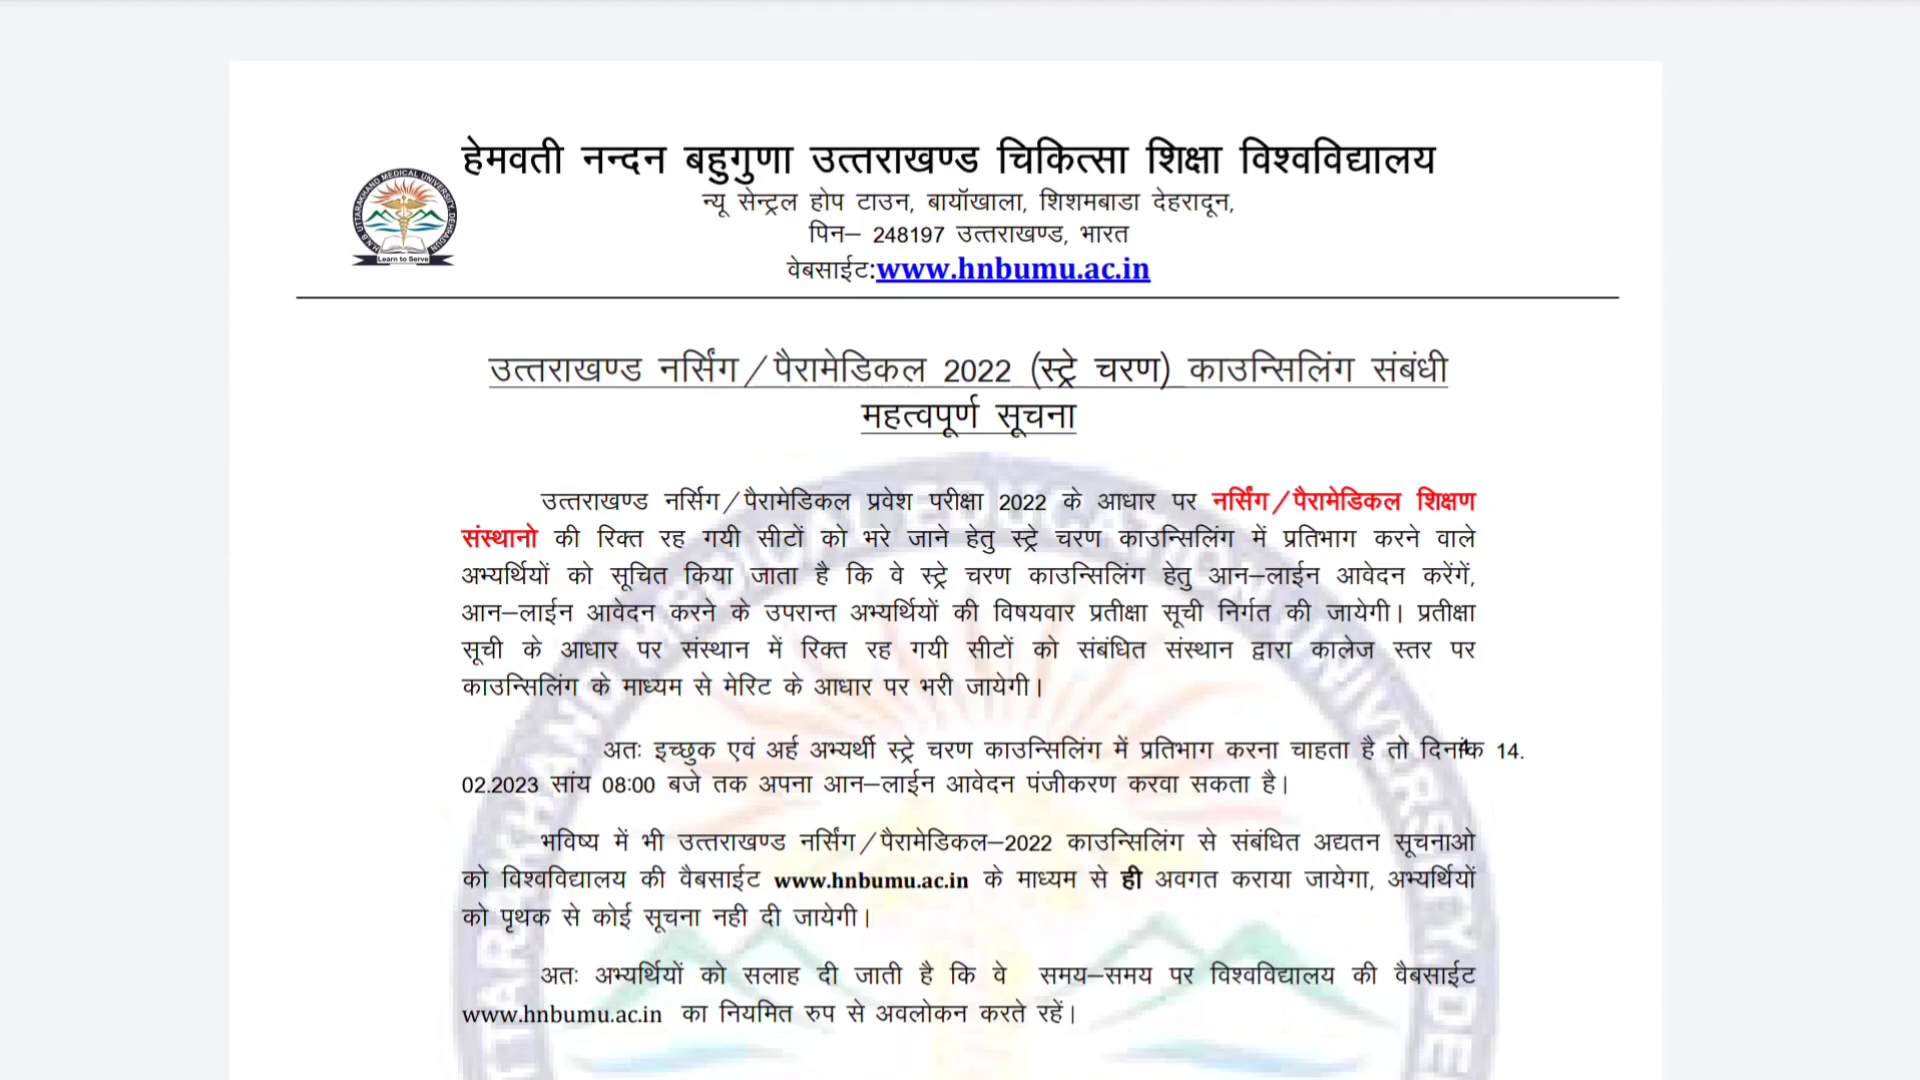 हेमवती नन्दन बहुगुणा उत्तराखण्ड चिकित्सा शिक्षा विश्वविद्यालय
न्यू सेन्ट्रल होप टाउन, बायॉखाला, शिशमबाडा देहरादून,
पिन– 248197 उत्तराखण्ड, भारत
वेबसाईट:www.hnbumu.ac.in
H.N.B. UTTARAKHAND MEDICAL UNIVERSITY, DEHRADUN
Learn to Serve
उत्तराखण्ड नर्सिंग/पैरामेडिकल 2022 (स्ट्रे चरण) काउन्सिलिंग संबंधी
महत्वपूर्ण सूचना
उत्तराखण्ड नर्सिग/पैरामेडिकल प्रवेश परीक्षा 2022 के आधार पर नर्सिंग/पैरामेडिकल शिक्षण
संस्थानो की रिक्त रह गयी सीटों को भरे जाने हेतु स्ट्रे चरण काउन्सिलिंग में प्रतिभाग करने वाले
अभ्यर्थियों को सूचित किया जाता है कि वे स्ट्रे चरण काउन्सिलिंग हेतु आन–लाईन आवेदन करेंगें,
आन–लाईन आवेदन करने के उपरान्त अभ्यर्थियों की विषयवार प्रतीक्षा सूची निर्गत की जायेगी। प्रतीक्षा
सूची के आधार पर संस्थान में रिक्त रह गयी सीटों को संबंधित संस्थान द्वारा कालेज स्तर पर
काउन्सिलिंग के माध्यम से मेरिट के आधार पर भरी जायेगी।
अतः इच्छुक एवं अर्ह अभ्यर्थी स्ट्रे चरण काउन्सिलिंग में प्रतिभाग करना चाहता है तो दिनांक 14.
02.2023 सांय 08:00 बजे तक अपना आन–लाईन आवेदन पंजीकरण करवा सकता है।
भविष्य में भी उत्तराखण्ड नर्सिंग/पैरामेडिकल–2022 काउन्सिलिंग से संबंधित अद्यतन सूचनाओ
को विश्वविद्यालय की वैबसाईट www.hnbumu.ac.in के माध्यम से ही अवगत कराया जायेगा, अभ्यर्थियों
को पृथक से कोई सूचना नही दी जायेगी।
अतः अभ्यर्थियों को सलाह दी जाती है कि वे समय–समय पर विश्वविद्यालय की वैबसाईट
www.hnbumu.ac.in का नियमित रुप से अवलोकन करते रहें।